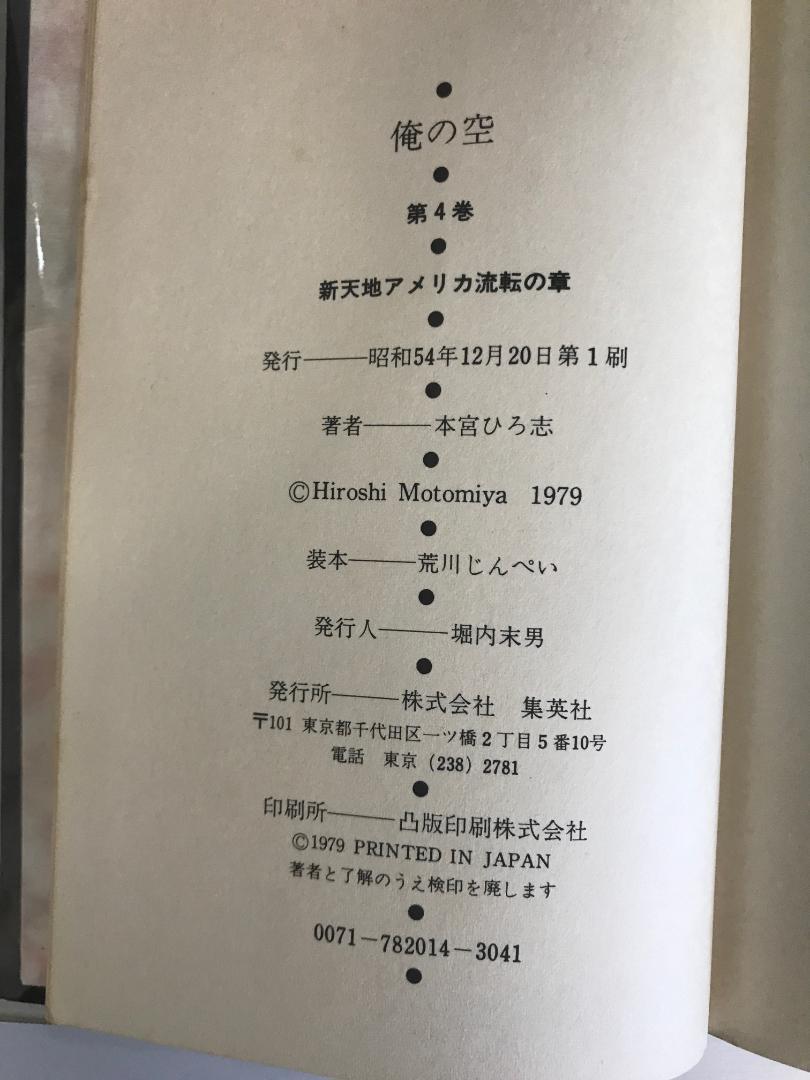 俺の空
第4巻
新天地アメリカ流転の章
発行――昭和54年12月20日第1刷
著者――本宮ひろ志
©Hiroshi Motomiya 1979
装本――荒川じんぺい
発行人――堀内末男
発行所――株式会社 集英社
〒101 東京都千代田区一ツ橋2丁目5番10号
電話 東京(238)2781
印刷所――凸版印刷株式会社
©1979 PRINTED IN JAPAN
著者と了解のうえ検印を廃します
0071－782014－3041